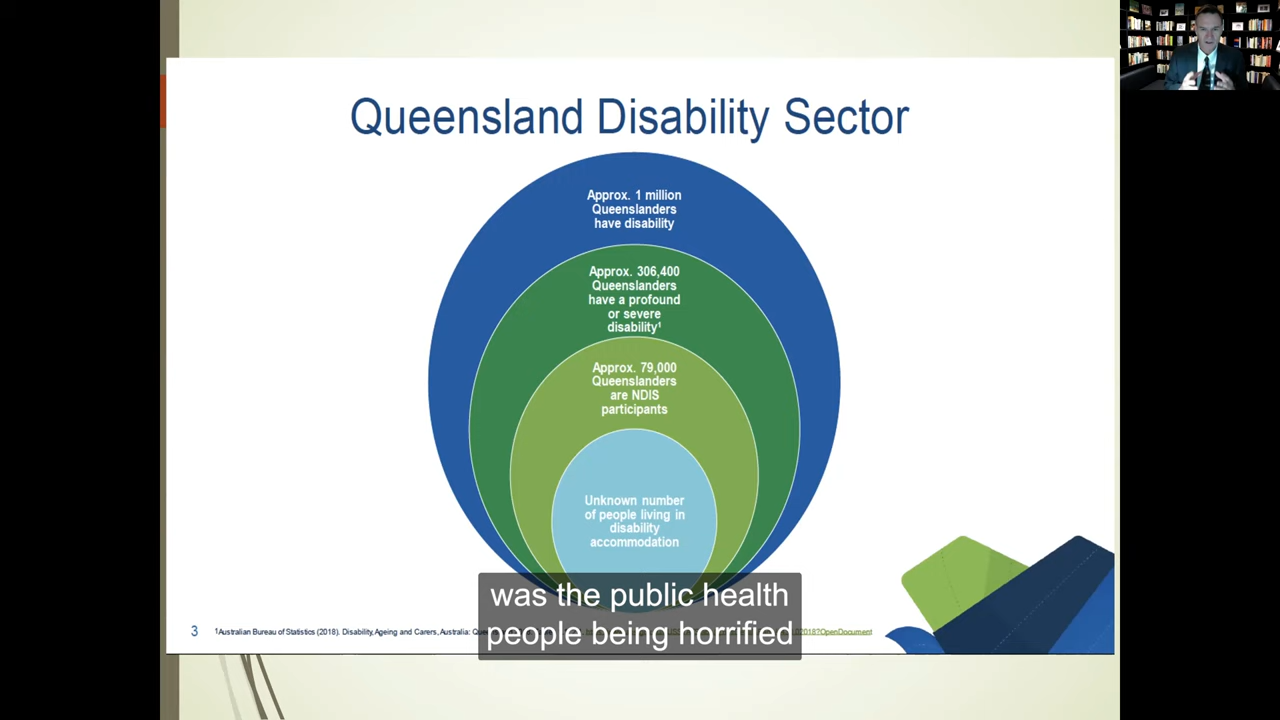 Queensland Disability Sector
Approx. 1 million
Queenslanders
have disability
Approx. 306,400
Queenslanders
have a profound
or severe
disability¹
Approx. 79,000
Queenslanders
are NDIS
participants
Unknown number
of people living in
disability
accommodation
was the public health
people being horrified
3
¹Australian Bureau of Statistics (2018). Disability, Ageing and Carers, Australia:
?OpenDocument